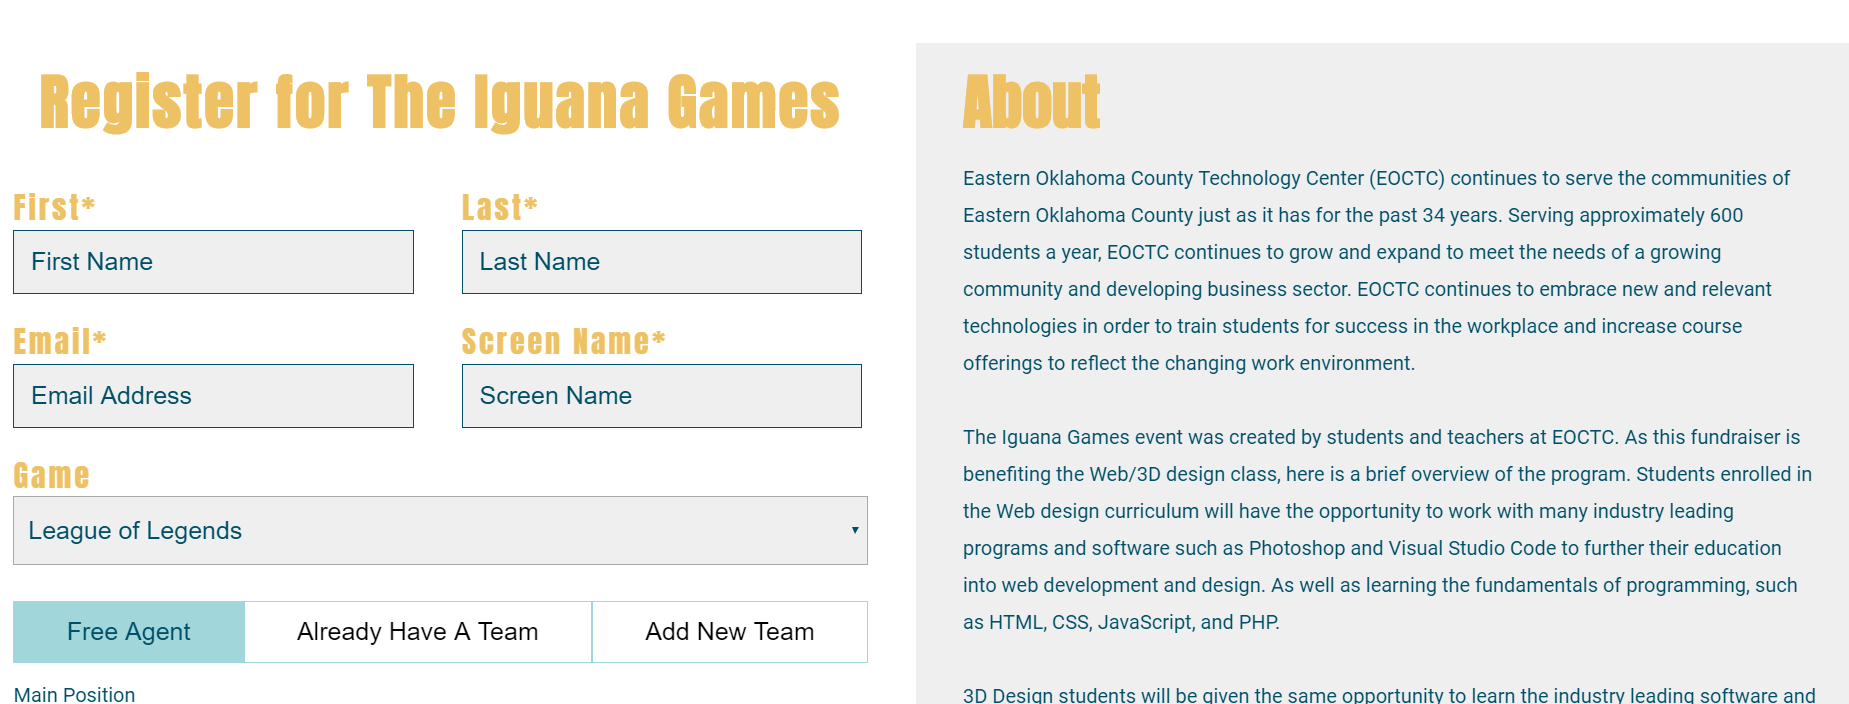 Register for The Iguana Games
First*
Last*
First Name
Last Name
Email*
Screen Name*
Email Address
Screen Name
Game
League of Legends
Free Agent
Already Have A Team
Add New Team
Main Position
About
Eastern Oklahoma County Technology Center (EOCTC) continues to serve the communities of
Eastern Oklahoma County just as it has for the past 34 years. Serving approximately 600
students a year, EOCTC continues to grow and expand to meet the needs of a growing
community and developing business sector. EOCTC continues to embrace new and relevant
technologies in order to train students for success in the workplace and increase course
offerings to reflect the changing work environment.
The Iguana Games event was created by students and teachers at EOCTC. As this fundraiser is
benefiting the Web/3D design class, here is a brief overview of the program. Students enrolled in
the Web design curriculum will have the opportunity to work with many industry leading
programs and software such as Photoshop and Visual Studio Code to further their education
into web development and design. As well as learning the fundamentals of programming, such
as HTML, CSS, JavaScript, and PHP.
3D Design students will be given the same opportunity to learn the industry leading software and